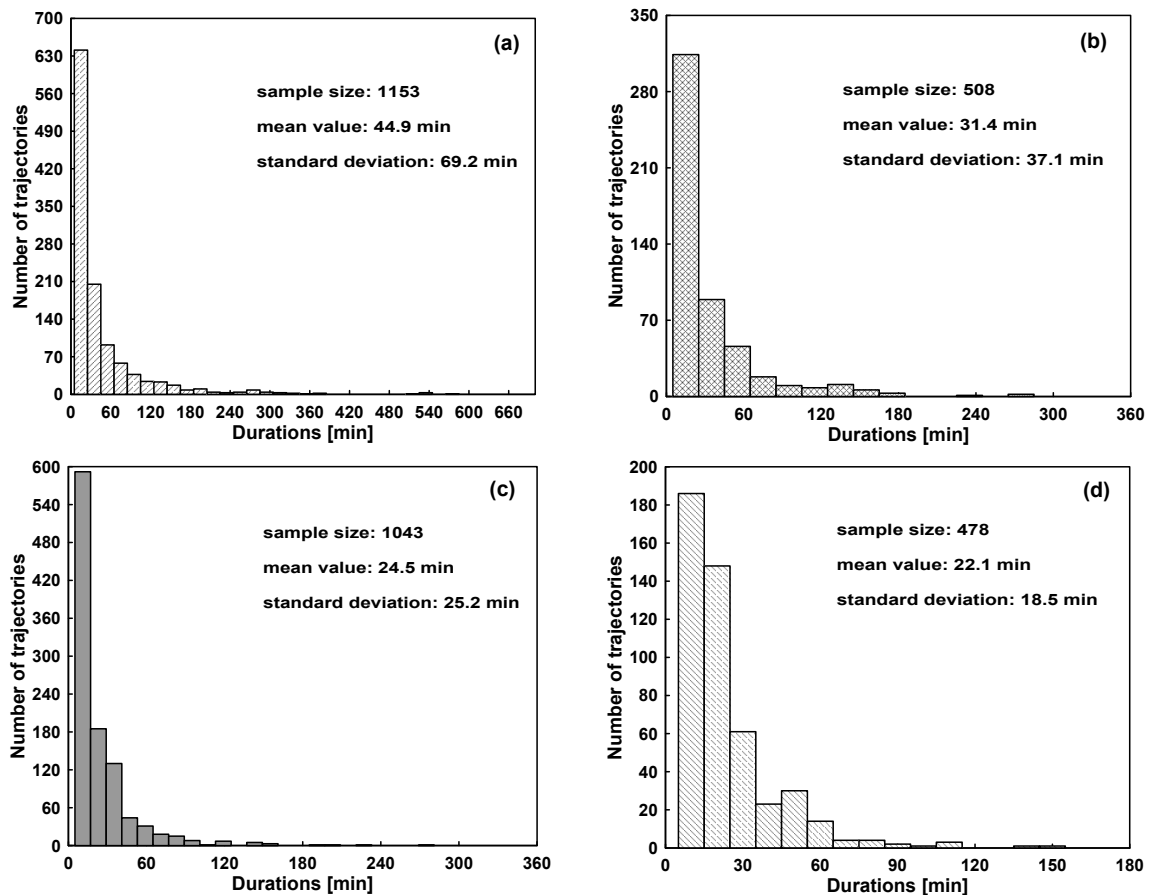 (a)
sample size: 1153
mean value: 44.9 min
standard deviation: 69.2 min
Number of trajectories
700
630
560
490
420
350
280
210
140
70
0
0 60 120 180 240 300 360 420 480 540 600 660
Durations [min]
(b)
sample size: 508
mean value: 31.4 min
standard deviation: 37.1 min
Number of trajectories
350
280
210
140
70
0
0 60 120 180 240 300 360
Durations [min]
(c)
sample size: 1043
mean value: 24.5 min
standard deviation: 25.2 min
Number of trajectories
600
540
480
420
360
300
240
180
120
60
0
0 60 120 180 240 300 360
Durations [min]
(d)
sample size: 478
mean value: 22.1 min
standard deviation: 18.5 min
Number of trajectories
200
180
160
140
120
100
80
60
40
20
0
0 30 60 90 120 150 180
Durations [min]